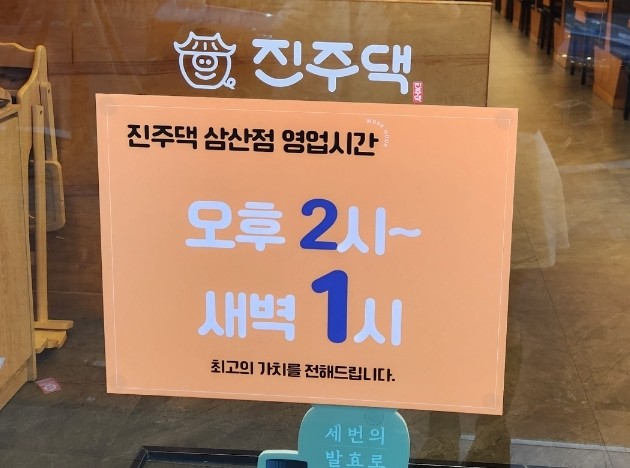 진주댁
진주댁 삼산점 영업시간
오후 2시~
새벽 1시
최고의 가치를 전해드립니다.
세번의
발효로